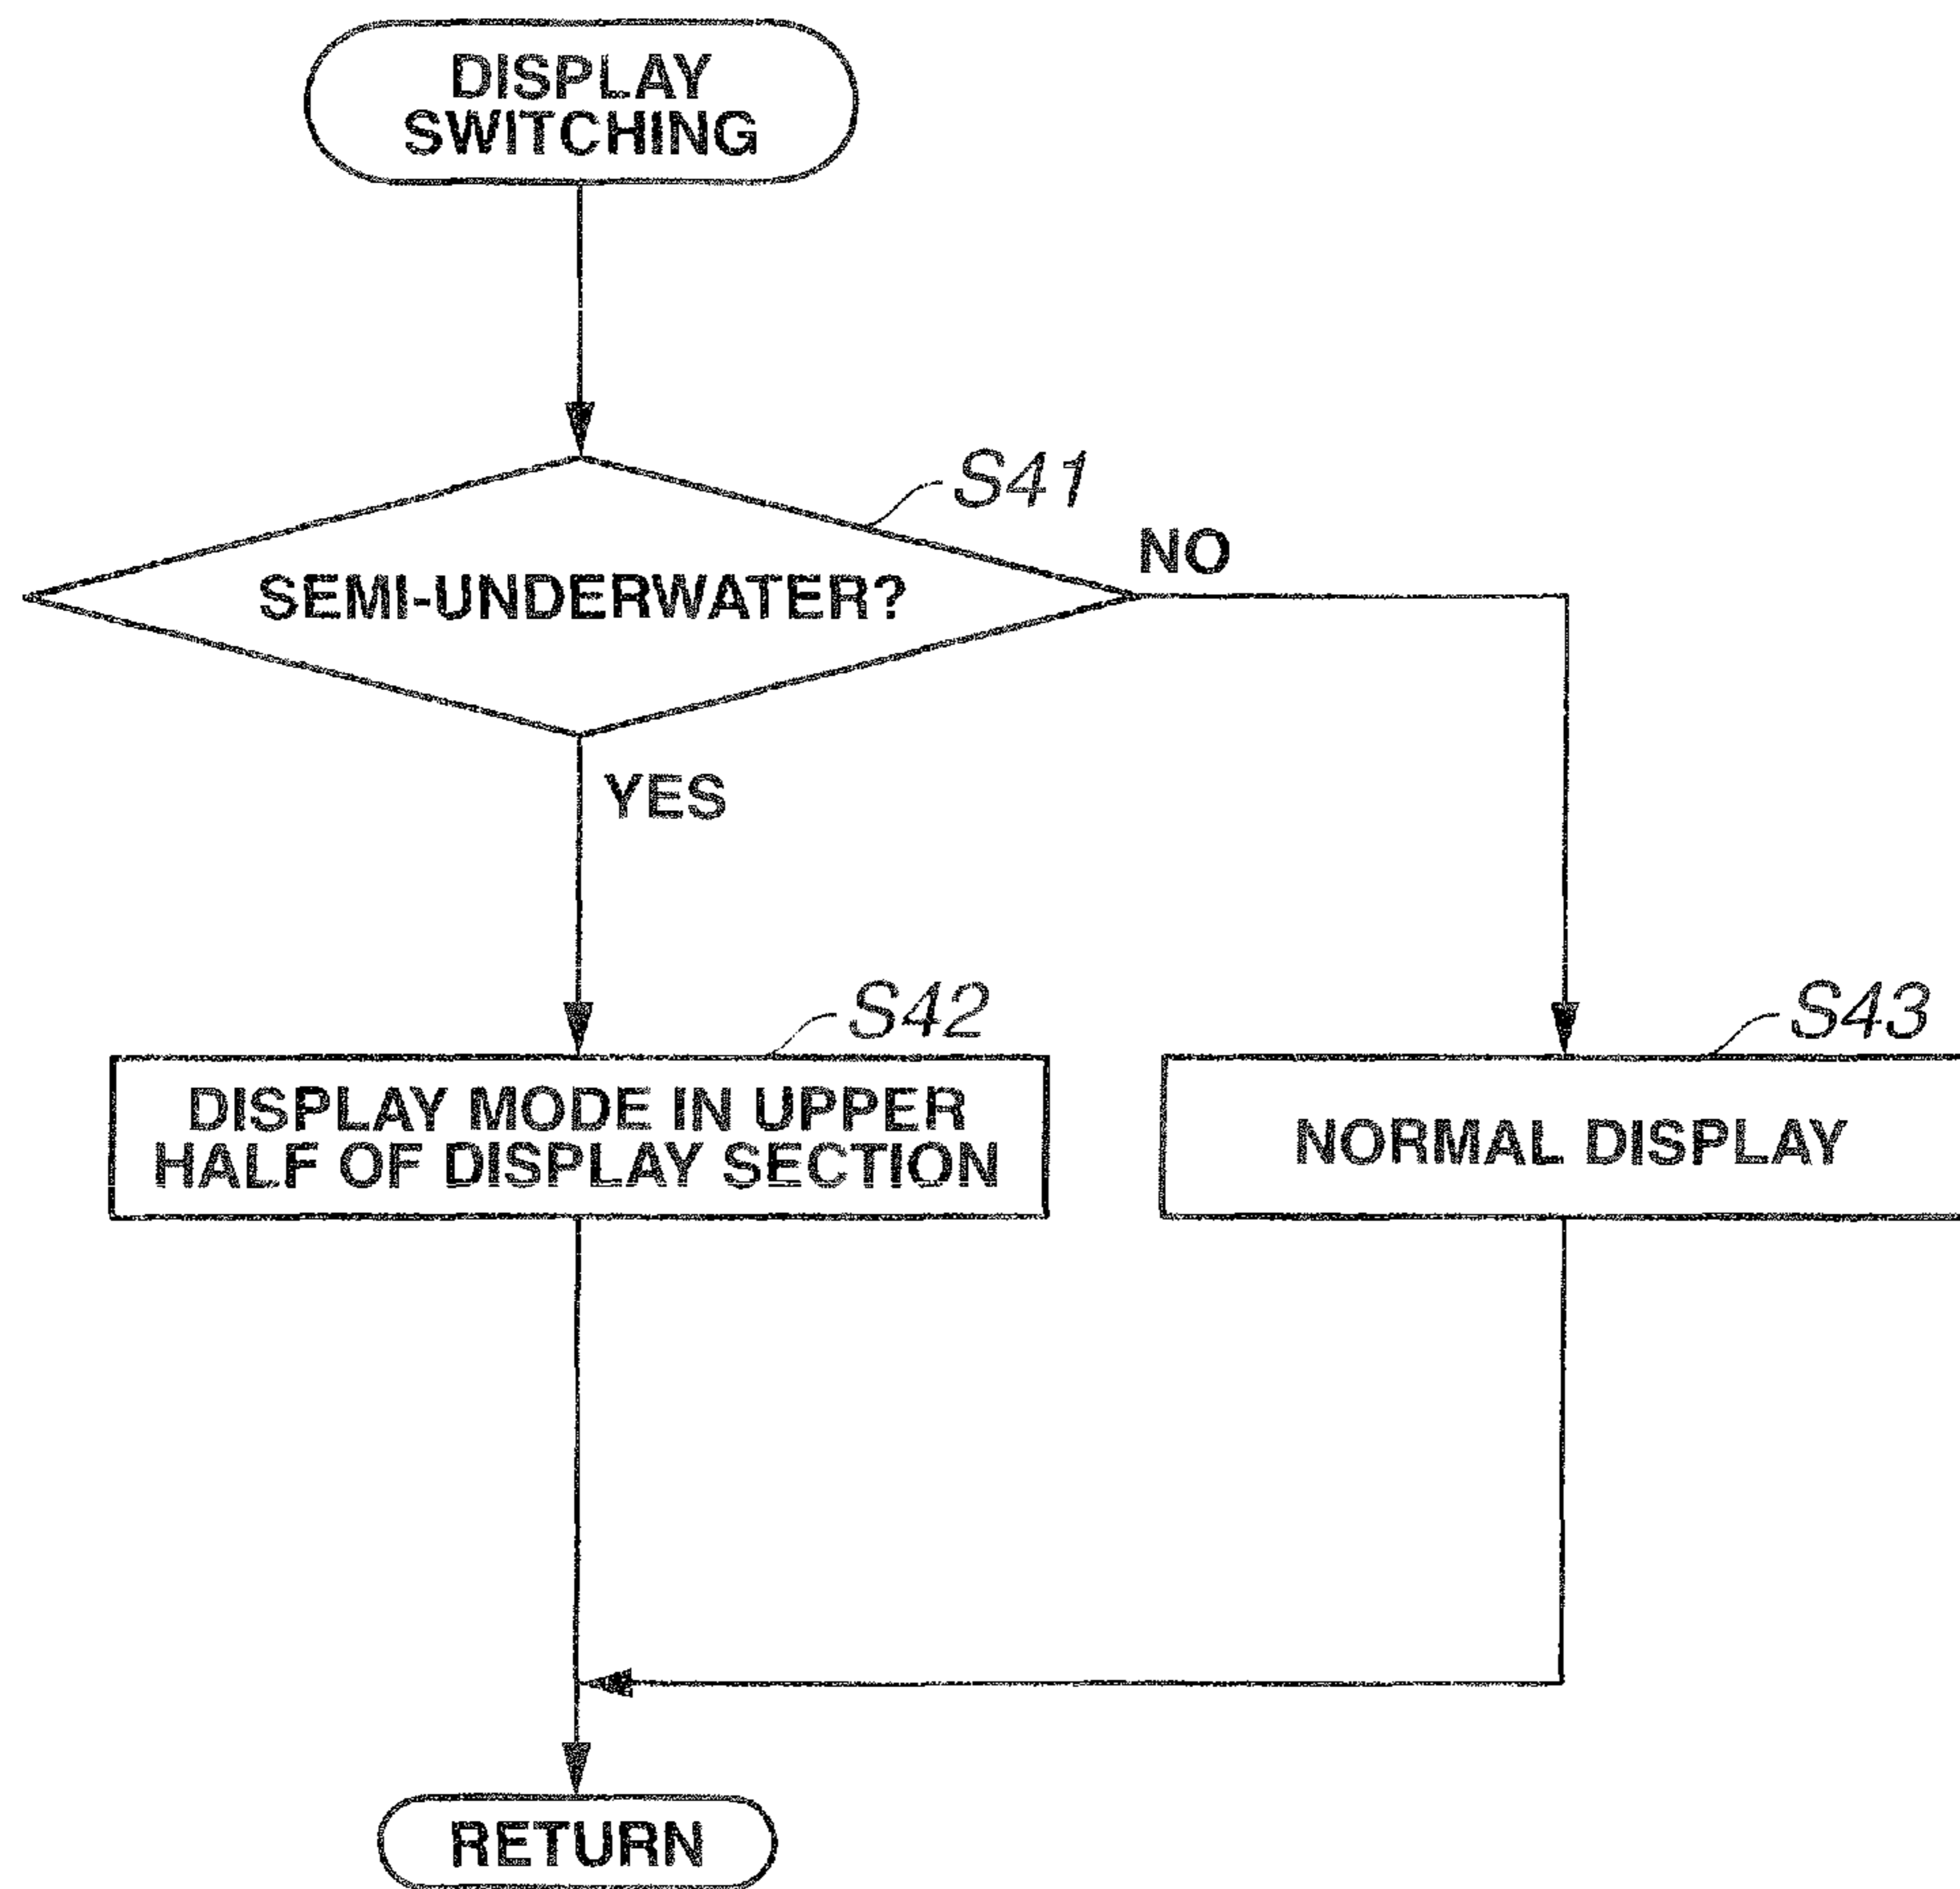 DISPLAY
SWITCHING
S41
SEMI-UNDERWATER?
NO
YES
S42
DISPLAY MODE IN UPPER
HALF OF DISPLAY SECTION
S43
NORMAL DISPLAY
RETURN